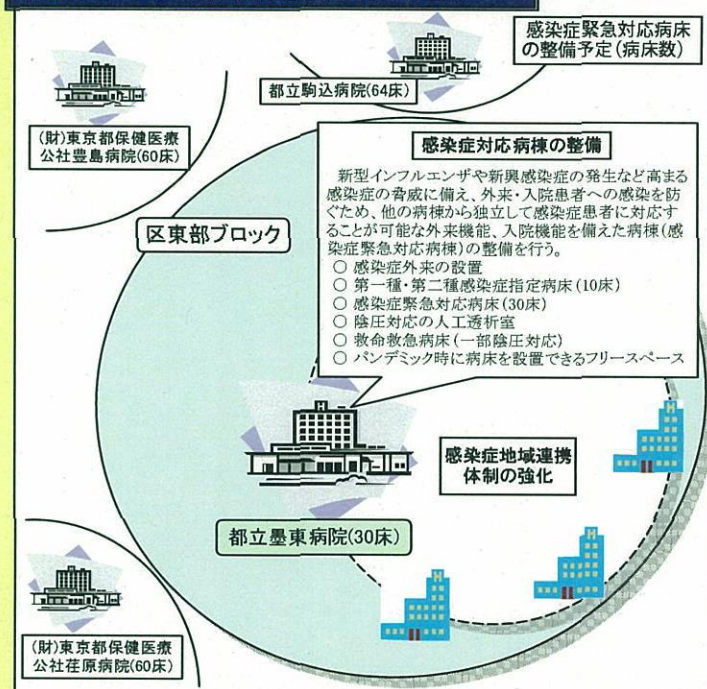 感染症緊急対応病床
の整備予定(病床数)
都立駒込病院(64床)
(財)東京都保健医療
公社豊島病院(60床)
感染症対応病棟の整備
新型インフルエンザや新興感染症の発生など高まる
感染症の脅威に備え、外来・入院患者への感染を防
ぐため、他の病棟から独立して感染症患者に対応す
ることが可能な外来機能、入院機能を備えた病棟(感
染症緊急対応病棟)の整備を行う。
○ 感染症外来の設置
○ 第一種・第二種感染症指定病床(10床)
○ 感染症緊急対応病床(30床)
○ 陰圧対応の人工透析室
○ 救命救急病床(一部陰圧対応)
○ パンデミック時に病床を設置できるフリースペース
区東部ブロック
感染症地域連携
体制の強化
都立墨東病院(30床)
(財)東京都保健医療
公社荏原病院(60床)